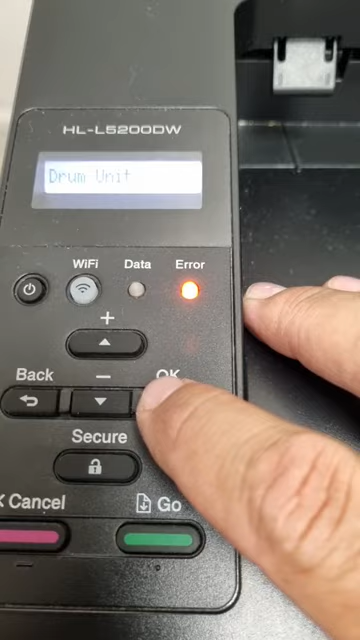 HL-L5200DW
Drum Unit
WiFi Data Error
+
Back − OK
Secure
Cancel Go